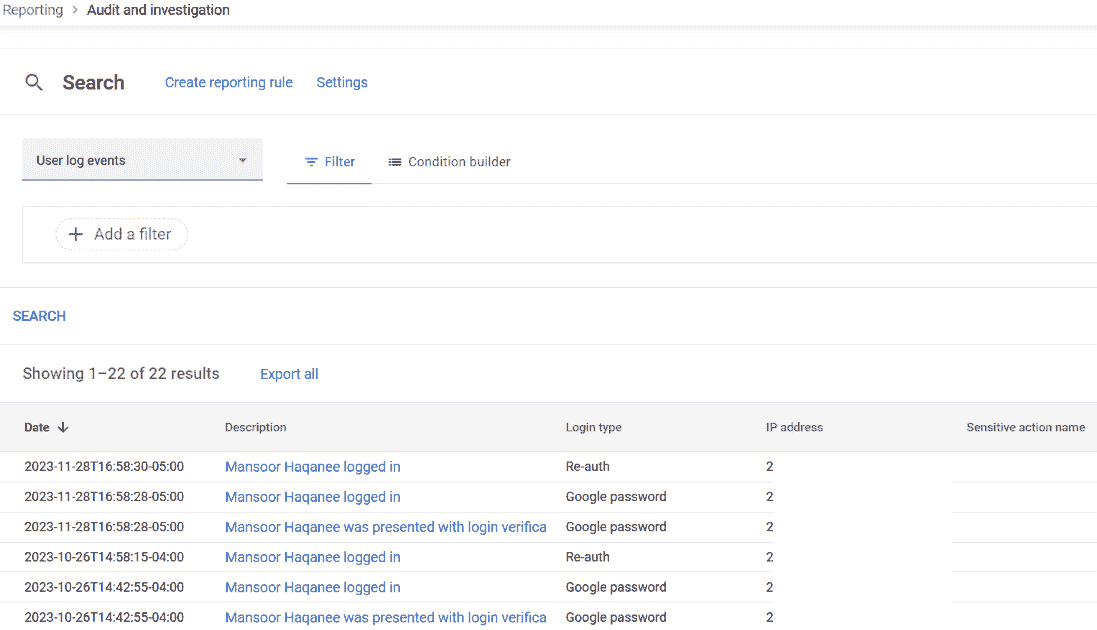 Reporting > Audit and investigation
Search Create reporting rule Settings
User log events Filter Condition builder
+ Add a filter
SEARCH
Showing 1–22 of 22 results Export all
Date ↓ Description Login type IP address Sensitive action name
2023-11-28T16:58:30-05:00 Mansoor Haqanee logged in Re-auth 2
2023-11-28T16:58:28-05:00 Mansoor Haqanee logged in Google password 2
2023-11-28T16:58:28-05:00 Mansoor Haqanee was presented with login verifica Google password 2
2023-10-26T14:58:15-04:00 Mansoor Haqanee logged in Re-auth 2
2023-10-26T14:42:55-04:00 Mansoor Haqanee logged in Google password 2
2023-10-26T14:42:55-04:00 Mansoor Haqanee was presented with login verifica Google password 2